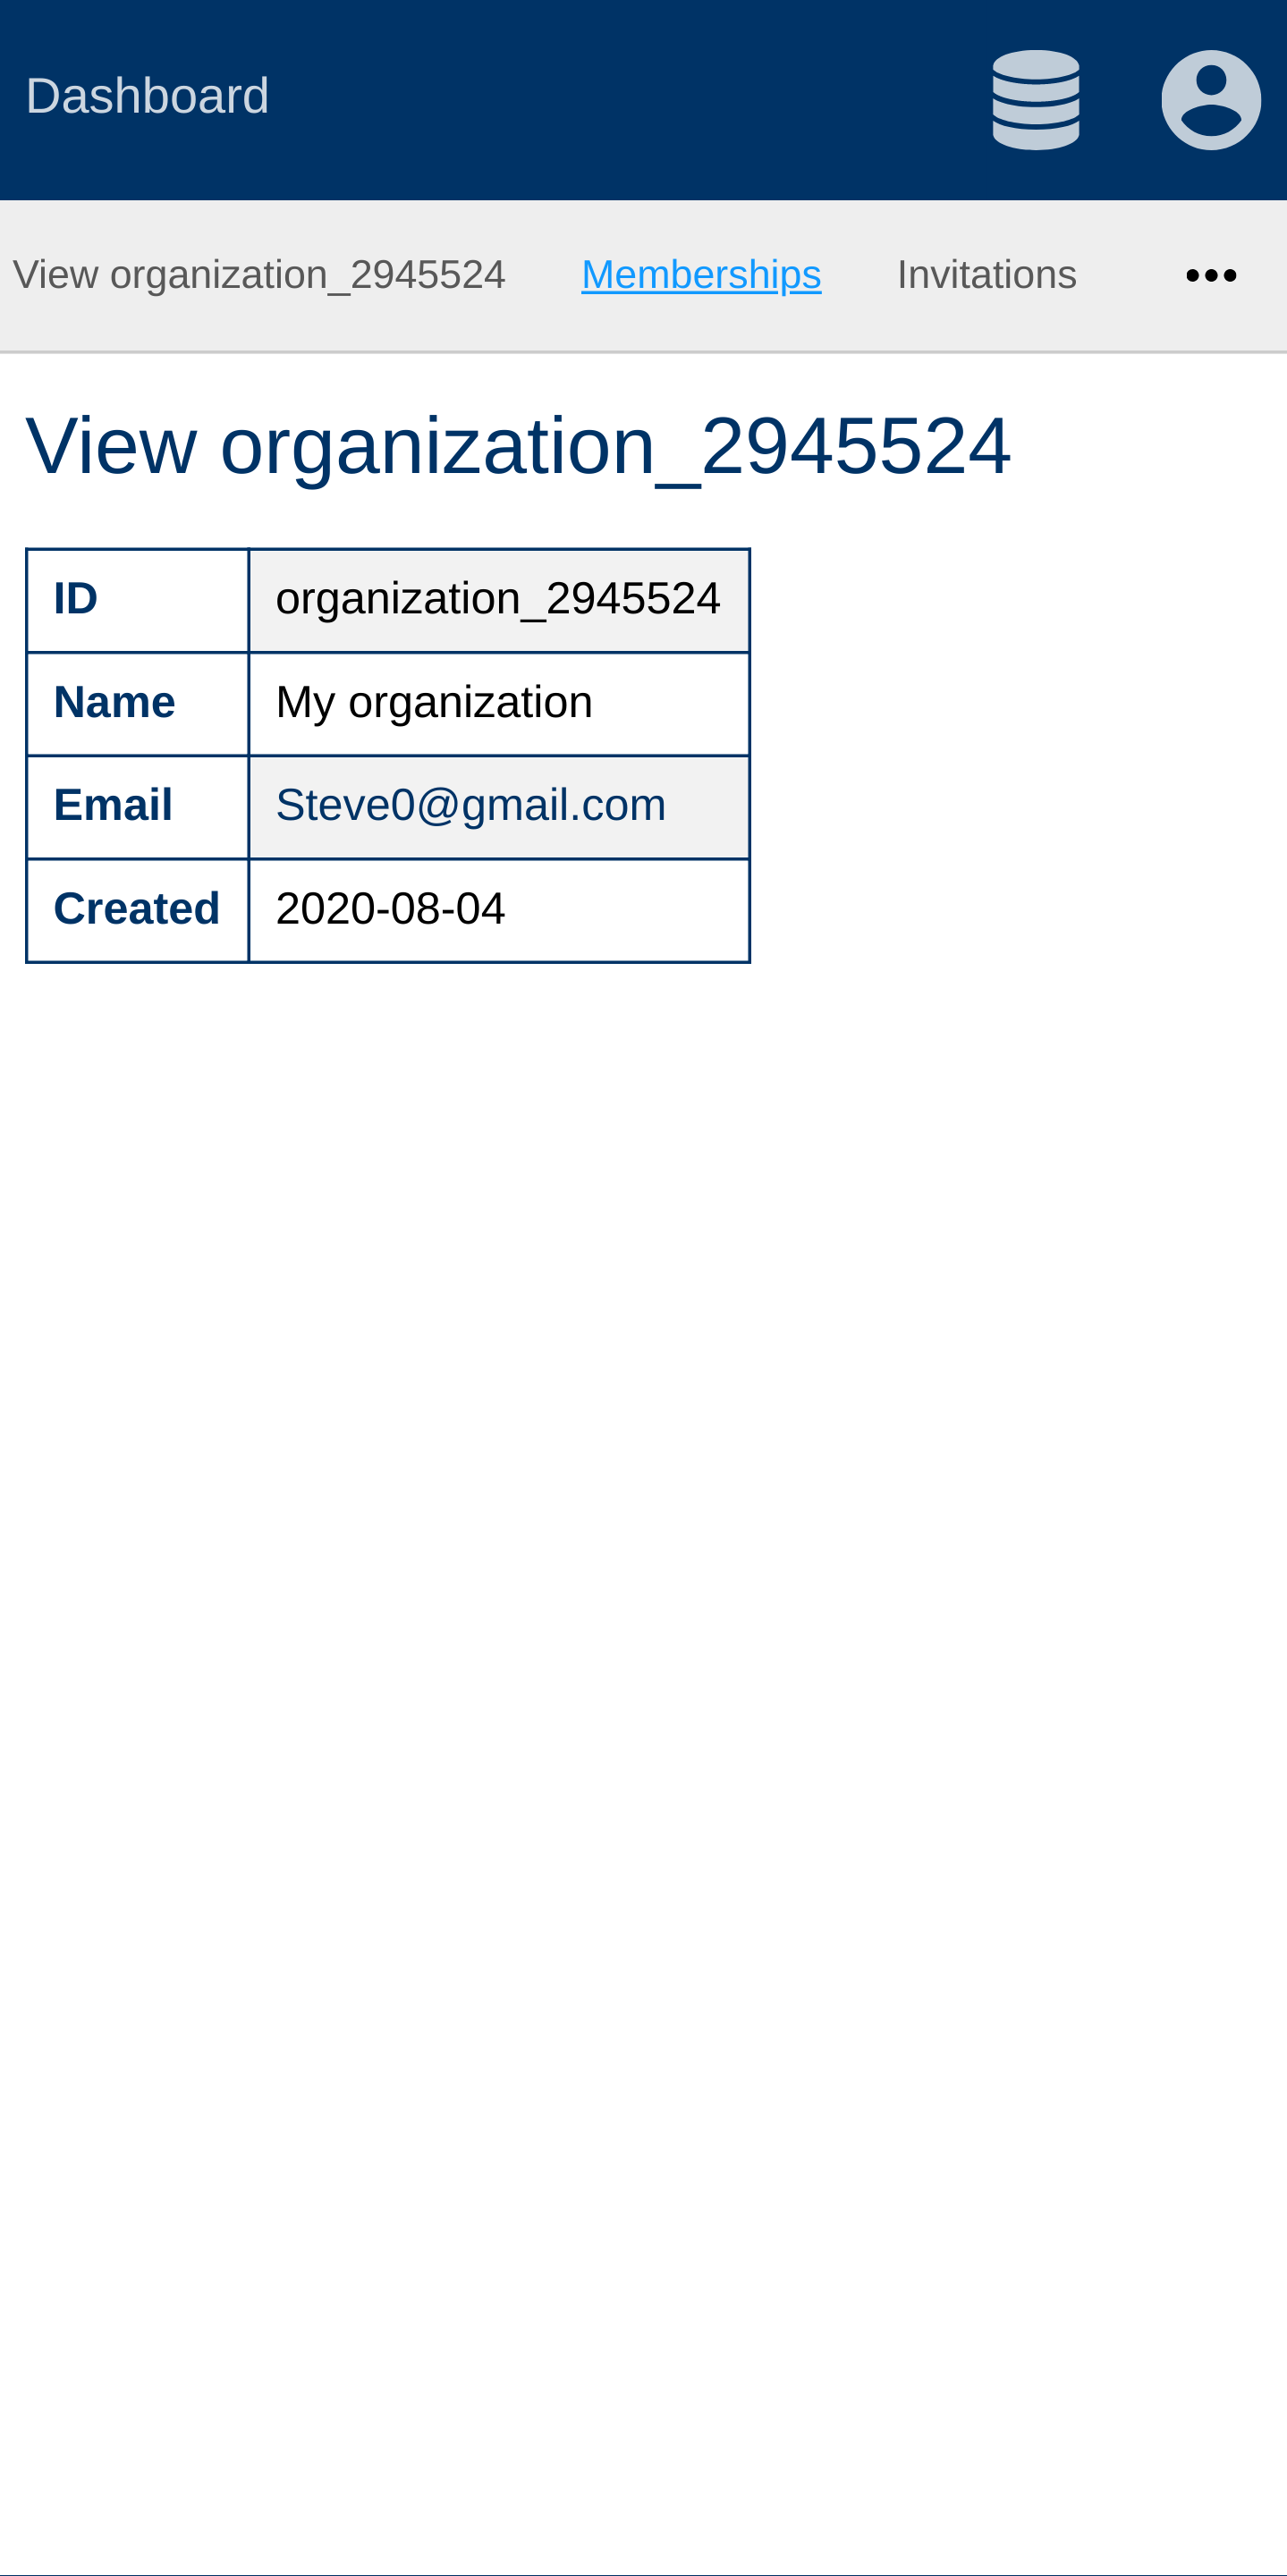 Dashboard
View organization_2945524 Memberships Invitations
View organization_2945524
ID organization_2945524
Name My organization
Email Steve0@gmail.com
Created 2020-08-04